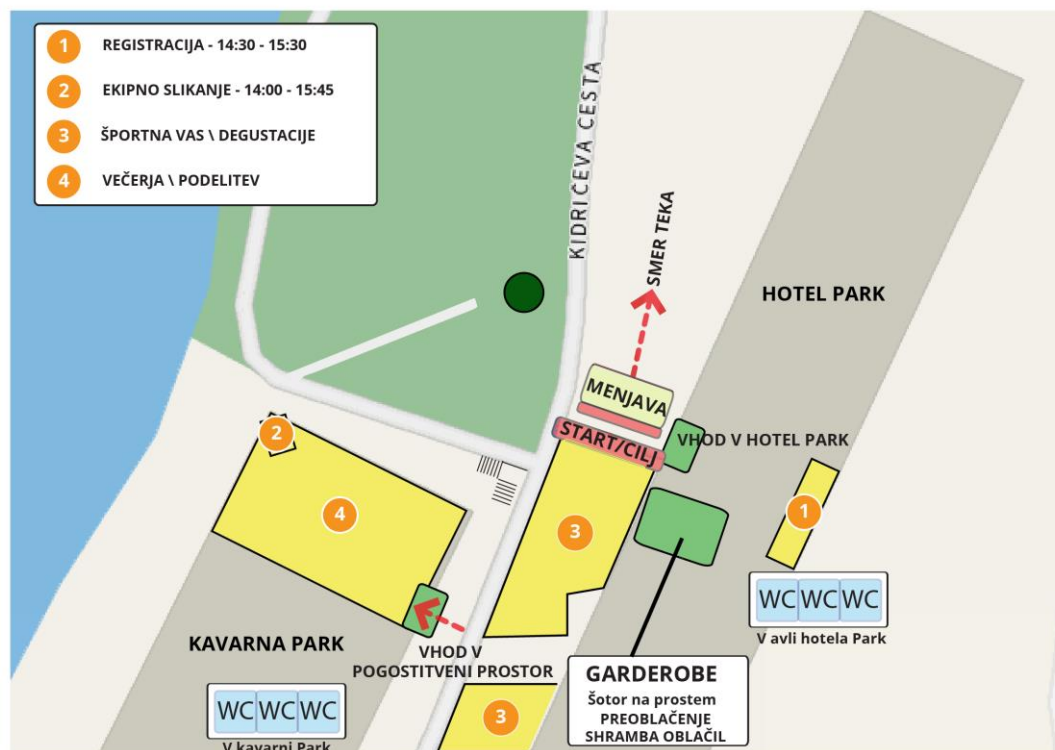 1 REGISTRACIJA - 14:30 - 15:30
2 EKIPNO SLIKANJE - 14:00 - 15:45
3 ŠPORTNA VAS \ DEGUSTACIJE
4 VEČERJA \ PODELITEV
KIDRIČEVA CESTA
SMER TEKA
HOTEL PARK
MENJAVA
START/CILJ
VHOD V HOTEL PARK
2
4
3
1
WC WC WC
V avli hotela Park
KAVARNA PARK
VHOD V
POGOSTITVENI PROSTOR
GARDEROBE
Šotor na prostem
PREOBLAČENJE
SHRAMBA OBLAČIL
WC WC WC
V kavarni Park
3